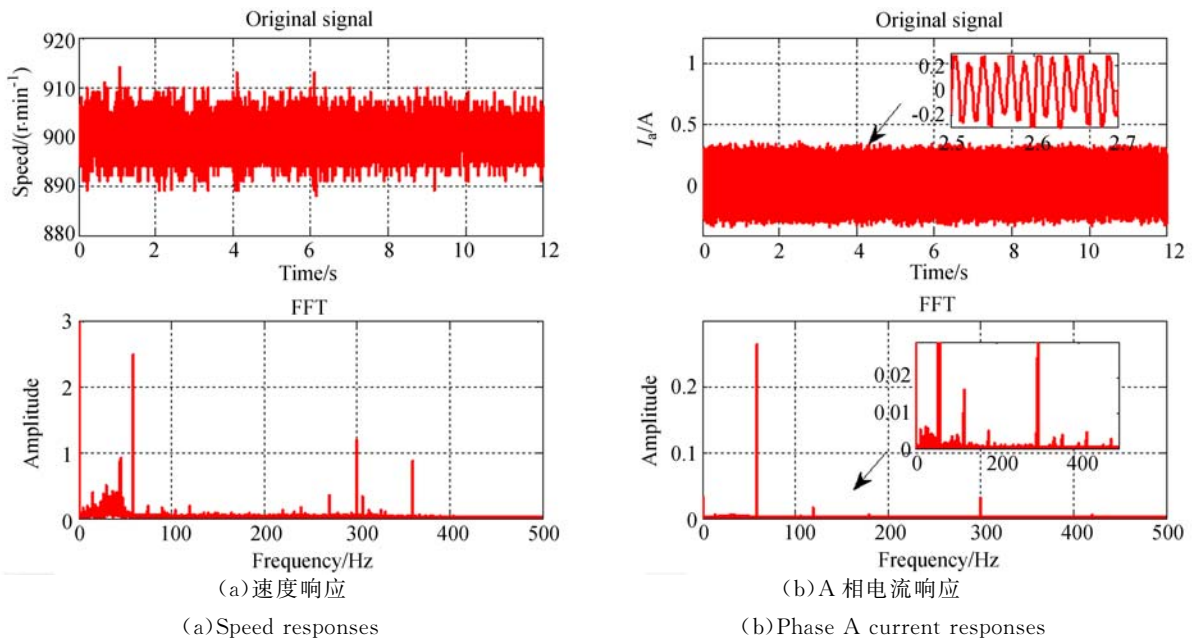 Original signal
920
910
900
890
880
Speed/(r·min⁻¹)
0 2 4 6 8 10 12
Time/s
FFT
3
2
1
0
Amplitude
0 100 200 300 400 500
Frequency/Hz
(a)速度响应
(a)Speed responses
Original signal
1
0.5
0
Iₐ/A
0.2
0
-0.2
2.5 2.6 2.7
0 2 4 6 8 10 12
Time/s
FFT
0.2
0.1
0
Amplitude
0.02
0.01
0
0 200 400
0 100 200 300 400 500
Frequency/Hz
(b)A 相电流响应
(b)Phase A current responses